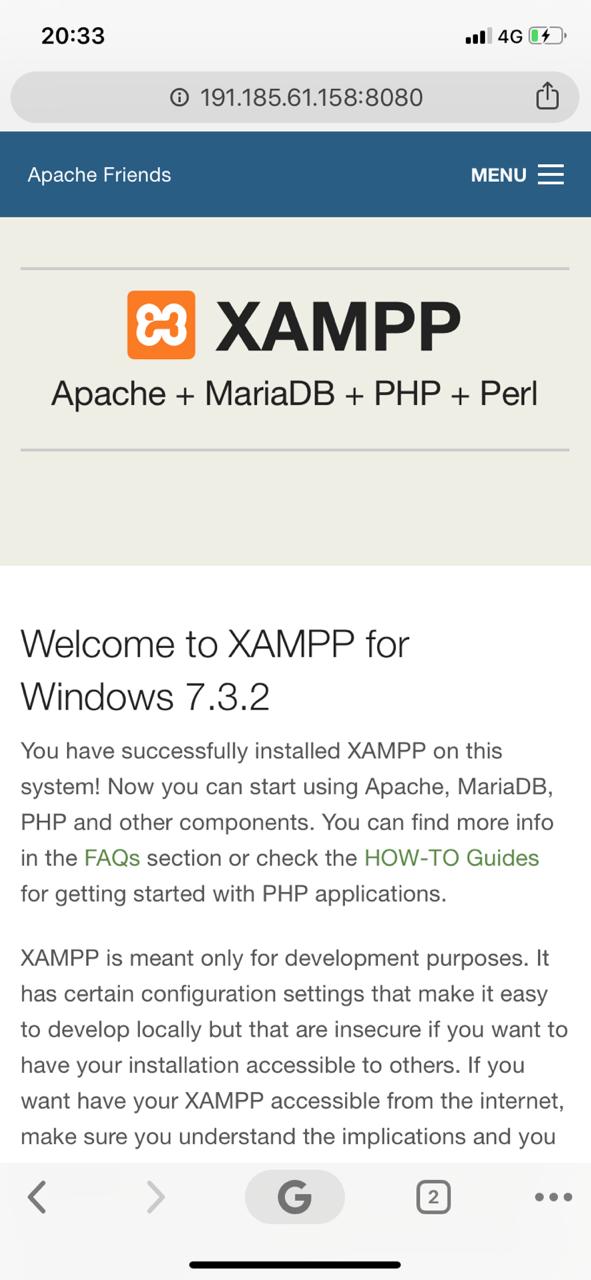 20:33
4G
191.185.61.158:8080
Apache Friends
MENU
XAMPP
Apache + MariaDB + PHP + Perl
Welcome to XAMPP for
Windows 7.3.2
You have successfully installed XAMPP on this
system! Now you can start using Apache, MariaDB,
PHP and other components. You can find more info
in the FAQs section or check the HOW-TO Guides
for getting started with PHP applications.
XAMPP is meant only for development purposes. It
has certain configuration settings that make it easy
to develop locally but that are insecure if you want to
have your installation accessible to others. If you
want have your XAMPP accessible from the internet,
make sure you understand the implications and you
G
2